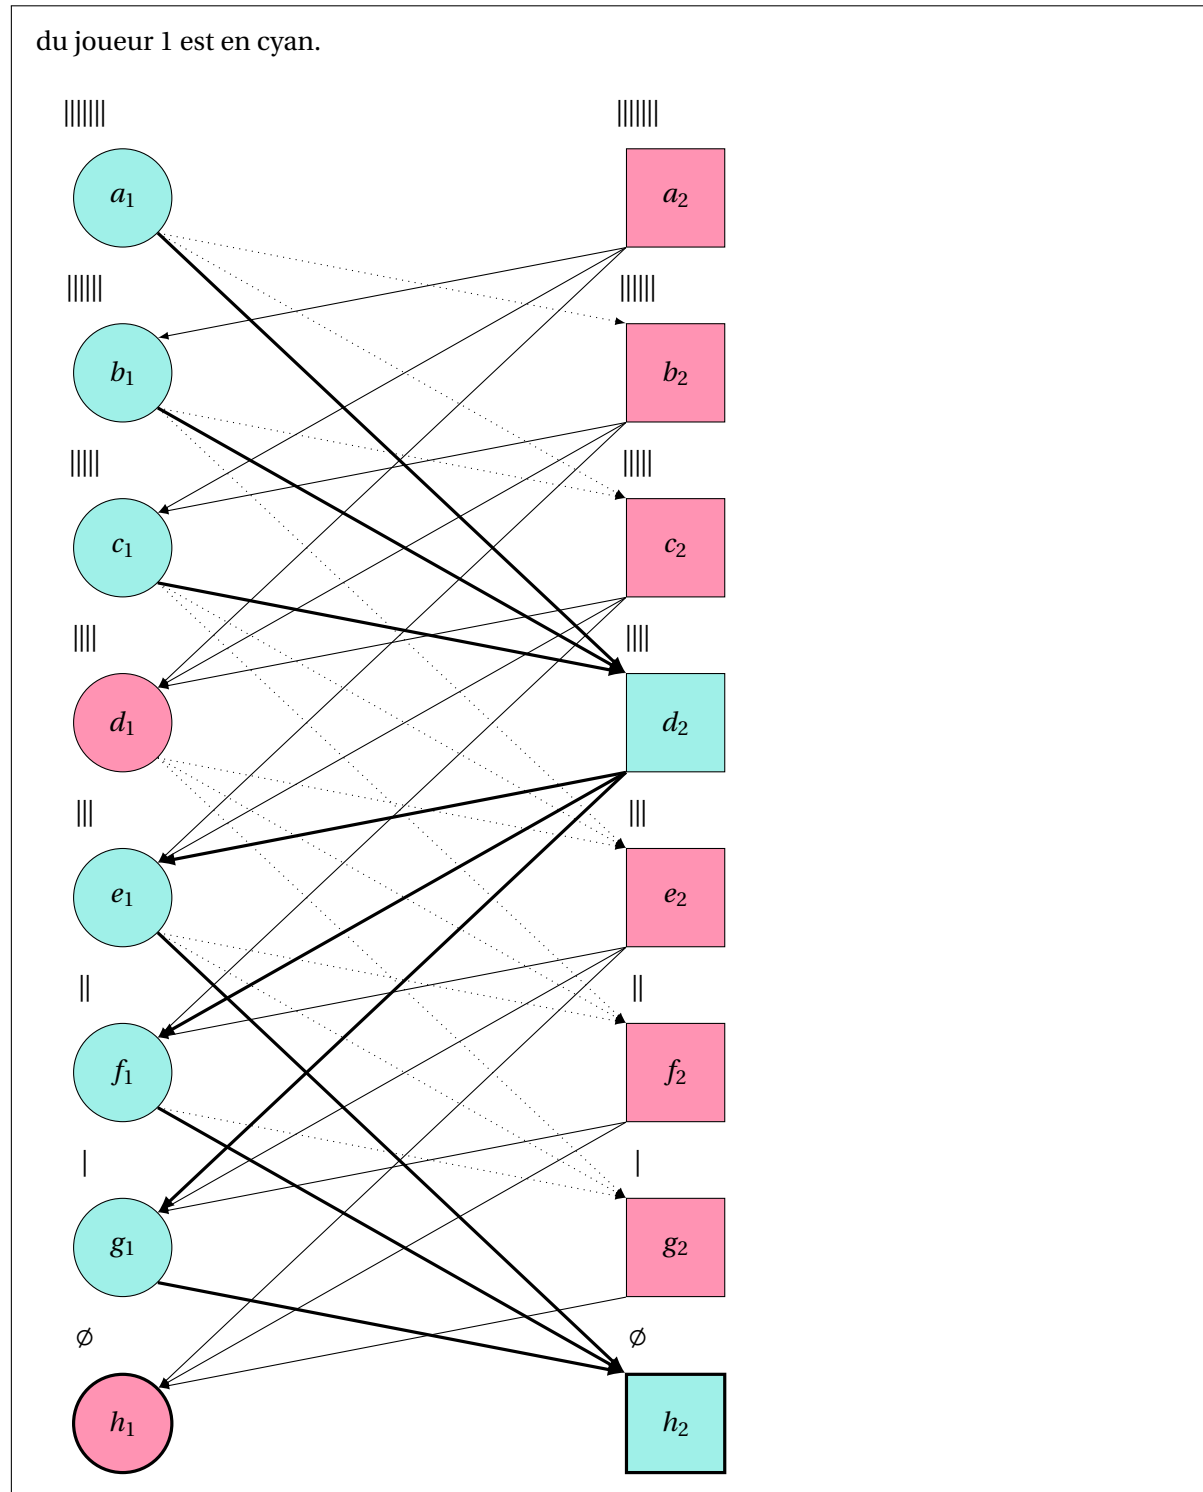 du joueur 1 est en cyan.
||||||| |||||||
a₁ a₂
|||||| ||||||
b₁ b₂
||||| |||||
c₁ c₂
|||| ||||
d₁ d₂
||| |||
e₁ e₂
|| ||
f₁ f₂
| |
g₁ g₂
∅ ∅
h₁ h₂